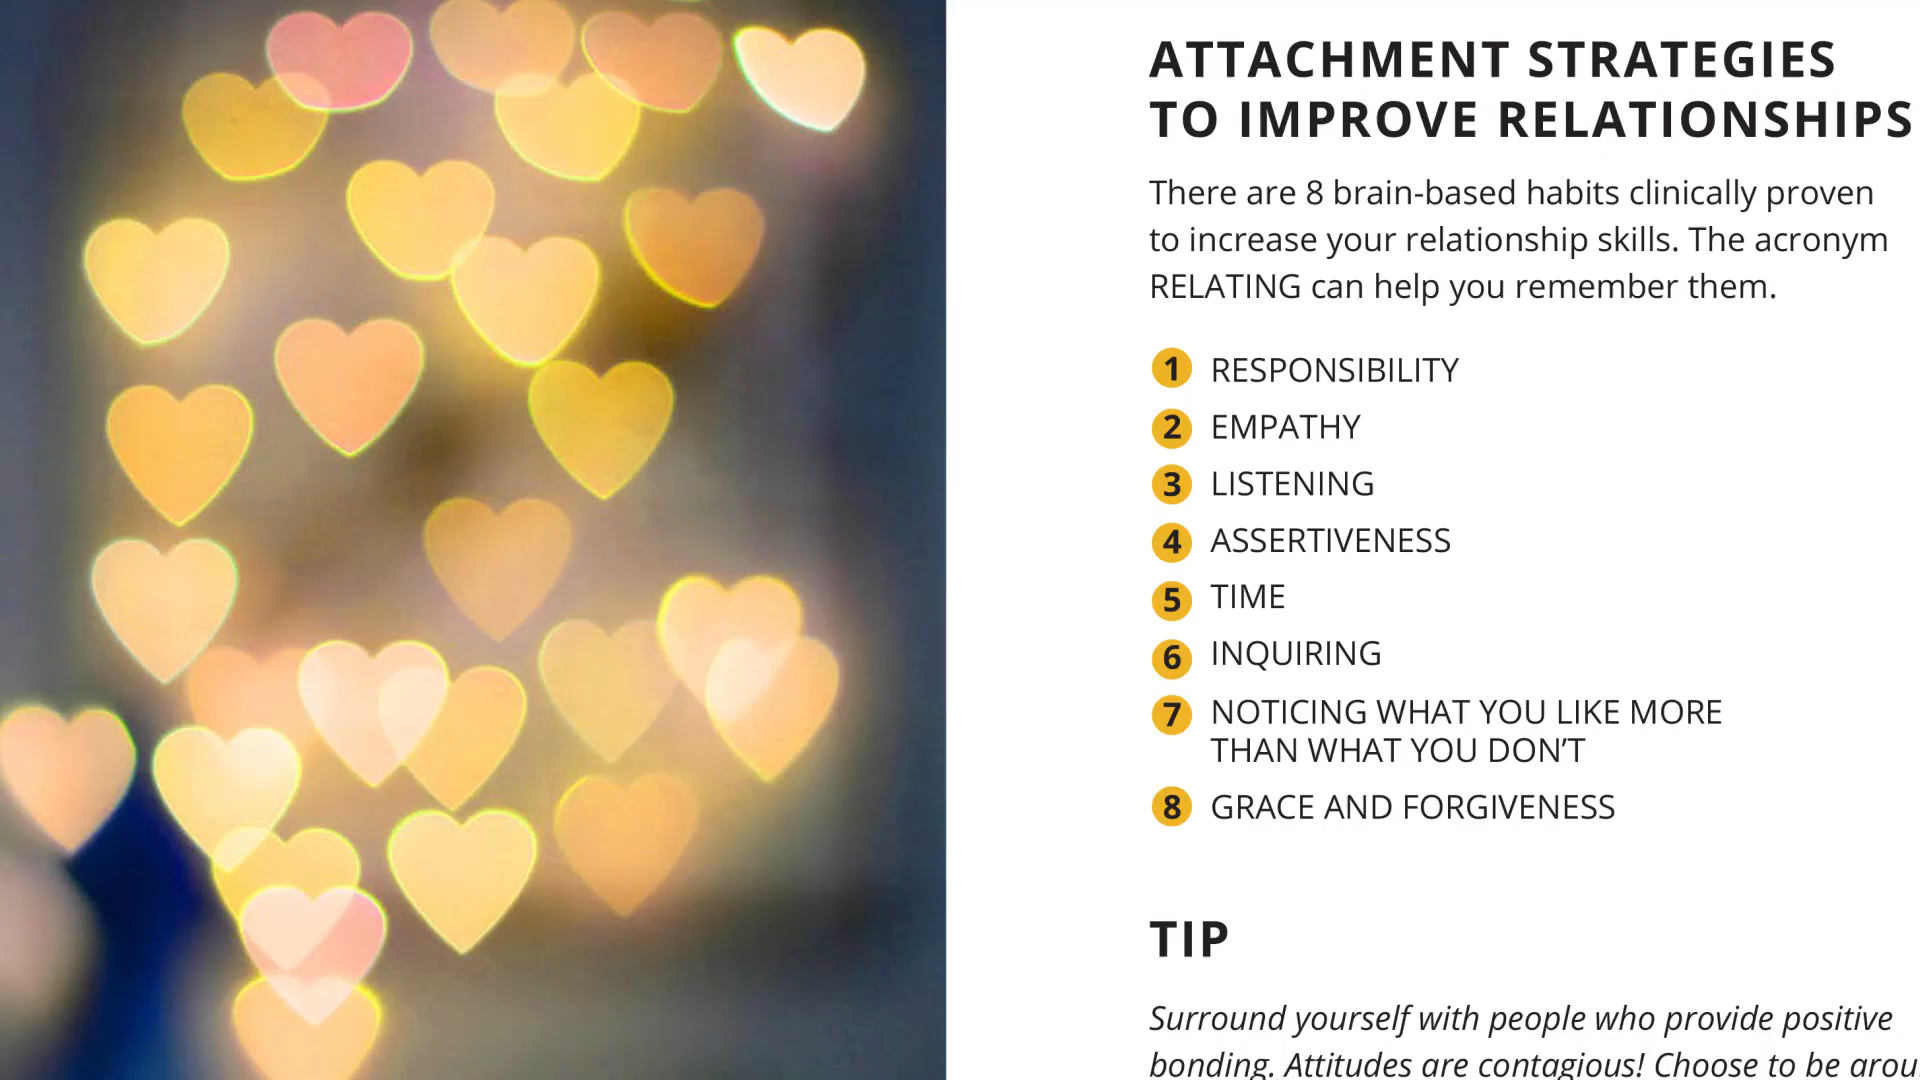 ATTACHMENT STRATEGIES
TO IMPROVE RELATIONSHIPS
There are 8 brain-based habits clinically proven
to increase your relationship skills. The acronym
RELATING can help you remember them.
1 RESPONSIBILITY
2 EMPATHY
3 LISTENING
4 ASSERTIVENESS
5 TIME
6 INQUIRING
7 NOTICING WHAT YOU LIKE MORE
THAN WHAT YOU DON’T
8 GRACE AND FORGIVENESS
TIP
Surround yourself with people who provide positive
bonding. Attitudes are contagious! Choose to be